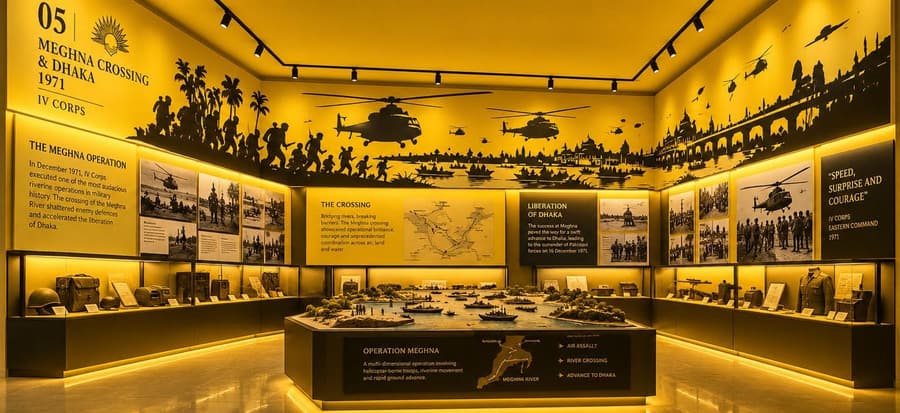 05
MEGHNA CROSSING
& DHAKA
1971
IV CORPS
THE MEGHNA OPERATION
In December 1971, IV Corps
executed one of the most audacious
riverine operations in military
history. The crossing of the Meghna
River shattered enemy defences
and accelerated the liberation
of Dhaka.
THE CROSSING
rivers, breaking
barriers. The Meghna crossing
showcased operational brilliance,
courage and unprecedented
coordination across air, land
and water
LIBERATION
OF DHAKA
The success at Meghna
paved the way for a swift
advance to Dhaka, leading
to the surrender of Pakistani
forces on 16 December 1971.
"SPEED,
SURPRISE AND
COURAGE"
IV CORPS
EASTERN COMMAND
1971
OPERATION MEGHNA
A multi-dimensional operation involving
helicopter-borne troops, riverine movement
and rapid ground advance.
MEGHNA RIVER
AIR ASSAULT
RIVER CROSSING
ADVANCE TO DHAKA